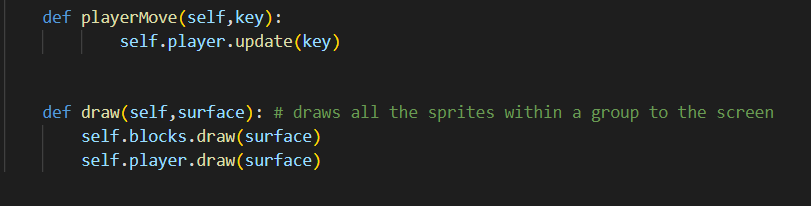 def playerMove(self,key):
self.player.update(key)
def draw(self,surface): # draws all the sprites within a group to the screen
self.blocks.draw(surface)
self.player.draw(surface)